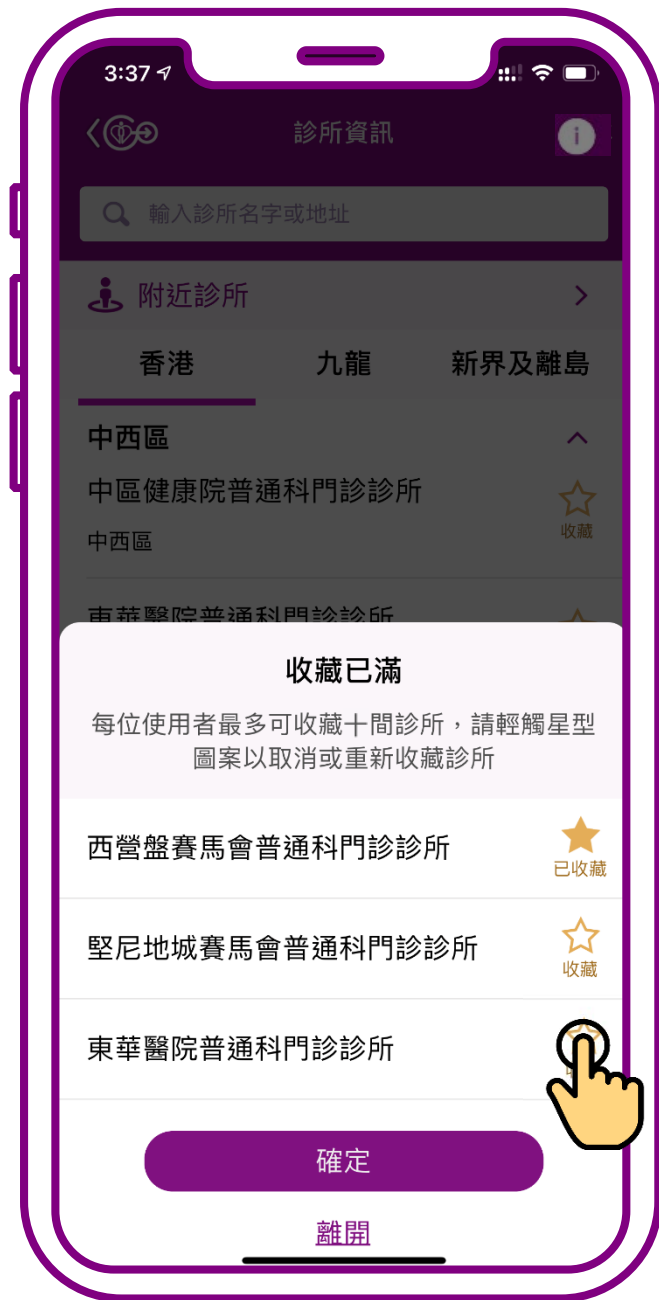 3:37
診所資訊
i
輸入診所名字或地址
附近診所
香港 九龍 新界及離島
中西區
中區健康院普通科門診診所
收藏
中西區
東華醫院普通科門診診所
收藏已滿
每位使用者最多可收藏十間診所，請輕觸星型
圖案以取消或重新收藏診所
西營盤賽馬會普通科門診診所
已收藏
堅尼地城賽馬會普通科門診診所
收藏
東華醫院普通科門診診所
確定
離開